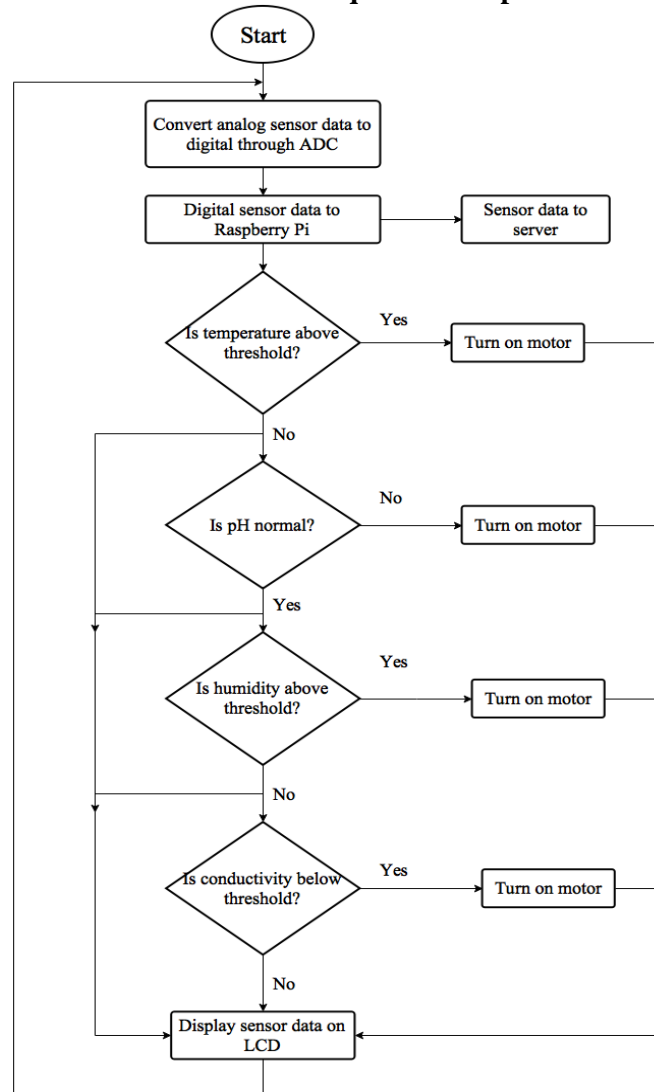 Start
Convert analog sensor data to
digital through ADC
Digital sensor data to
Raspberry Pi
Sensor data to
server
Is temperature above
threshold?
Yes
Turn on motor
No
Is pH normal?
No
Turn on motor
Yes
Is humidity above
threshold?
Yes
Turn on motor
No
Is conductivity below
threshold?
Yes
Turn on motor
No
Display sensor data on
LCD